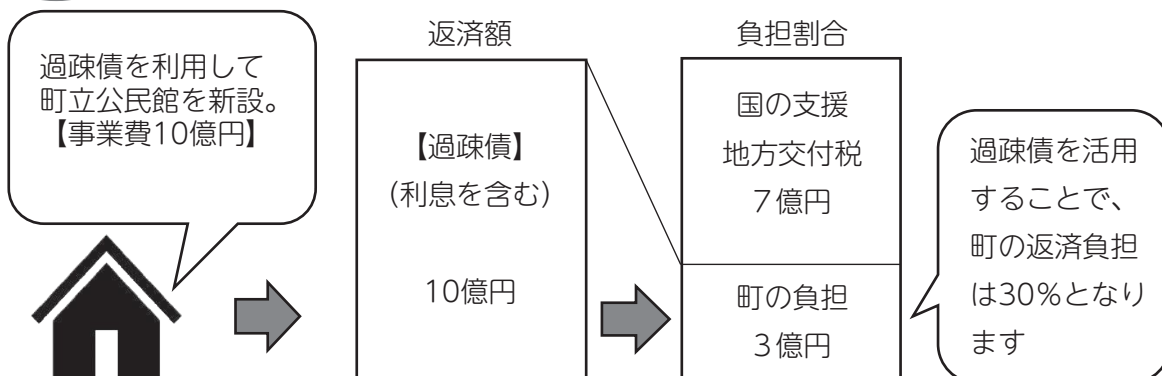 過疎債を利用して
町立公民館を新設。
【事業費10億円】
返済額
【過疎債】
(利息を含む)
10億円
負担割合
国の支援
地方交付税
７億円
町の負担
３億円
過疎債を活用
することで、
町の返済負担
は30％となり
ます